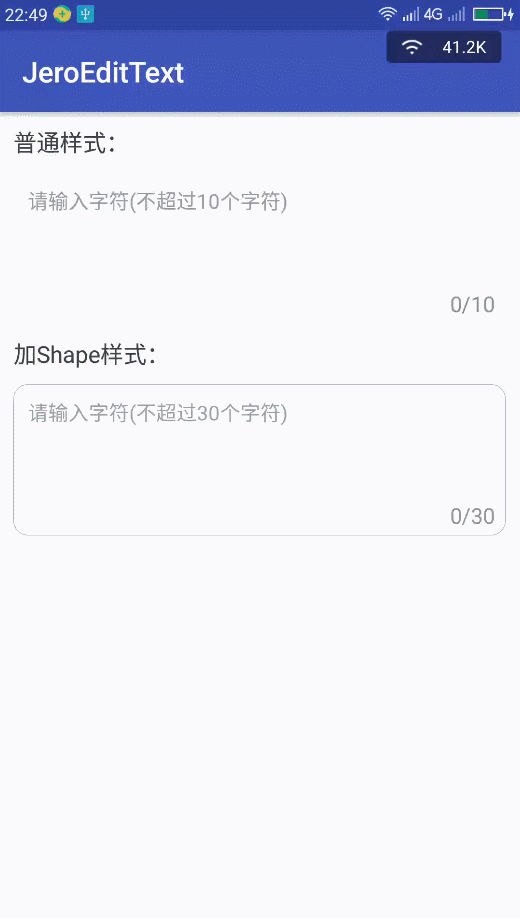 22:49 4G
41.2K
JeroEditText
普通样式：
请输入字符(不超过10个字符)
0/10
加Shape样式：
请输入字符(不超过30个字符)
0/30